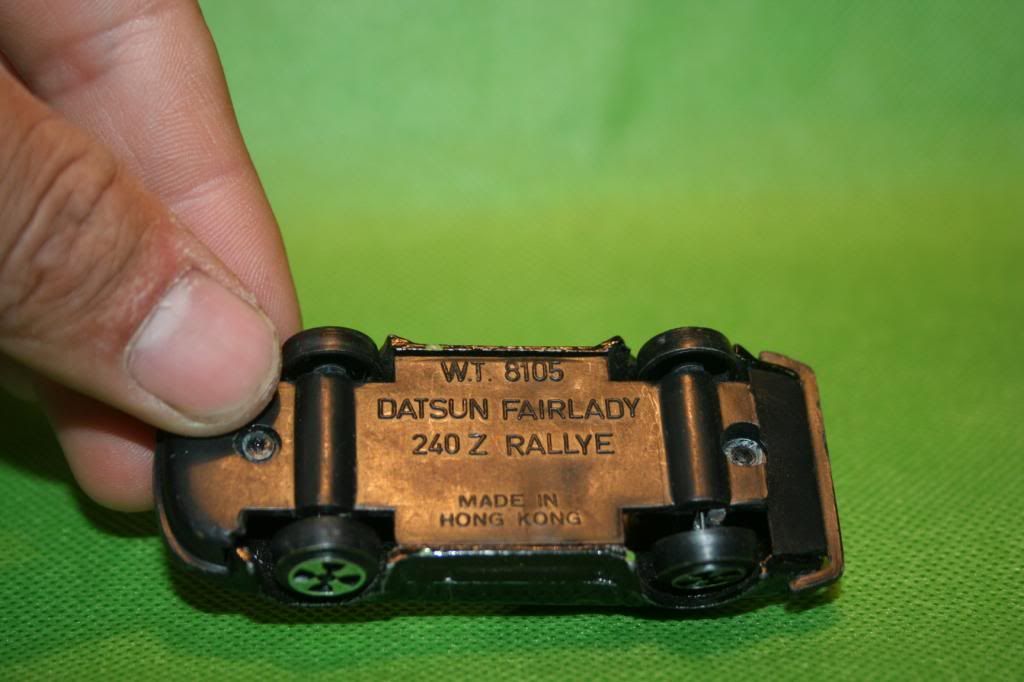 W.T. 8105
DATSUN FAIRLADY
240 Z RALLYE
MADE IN
HONG KONG